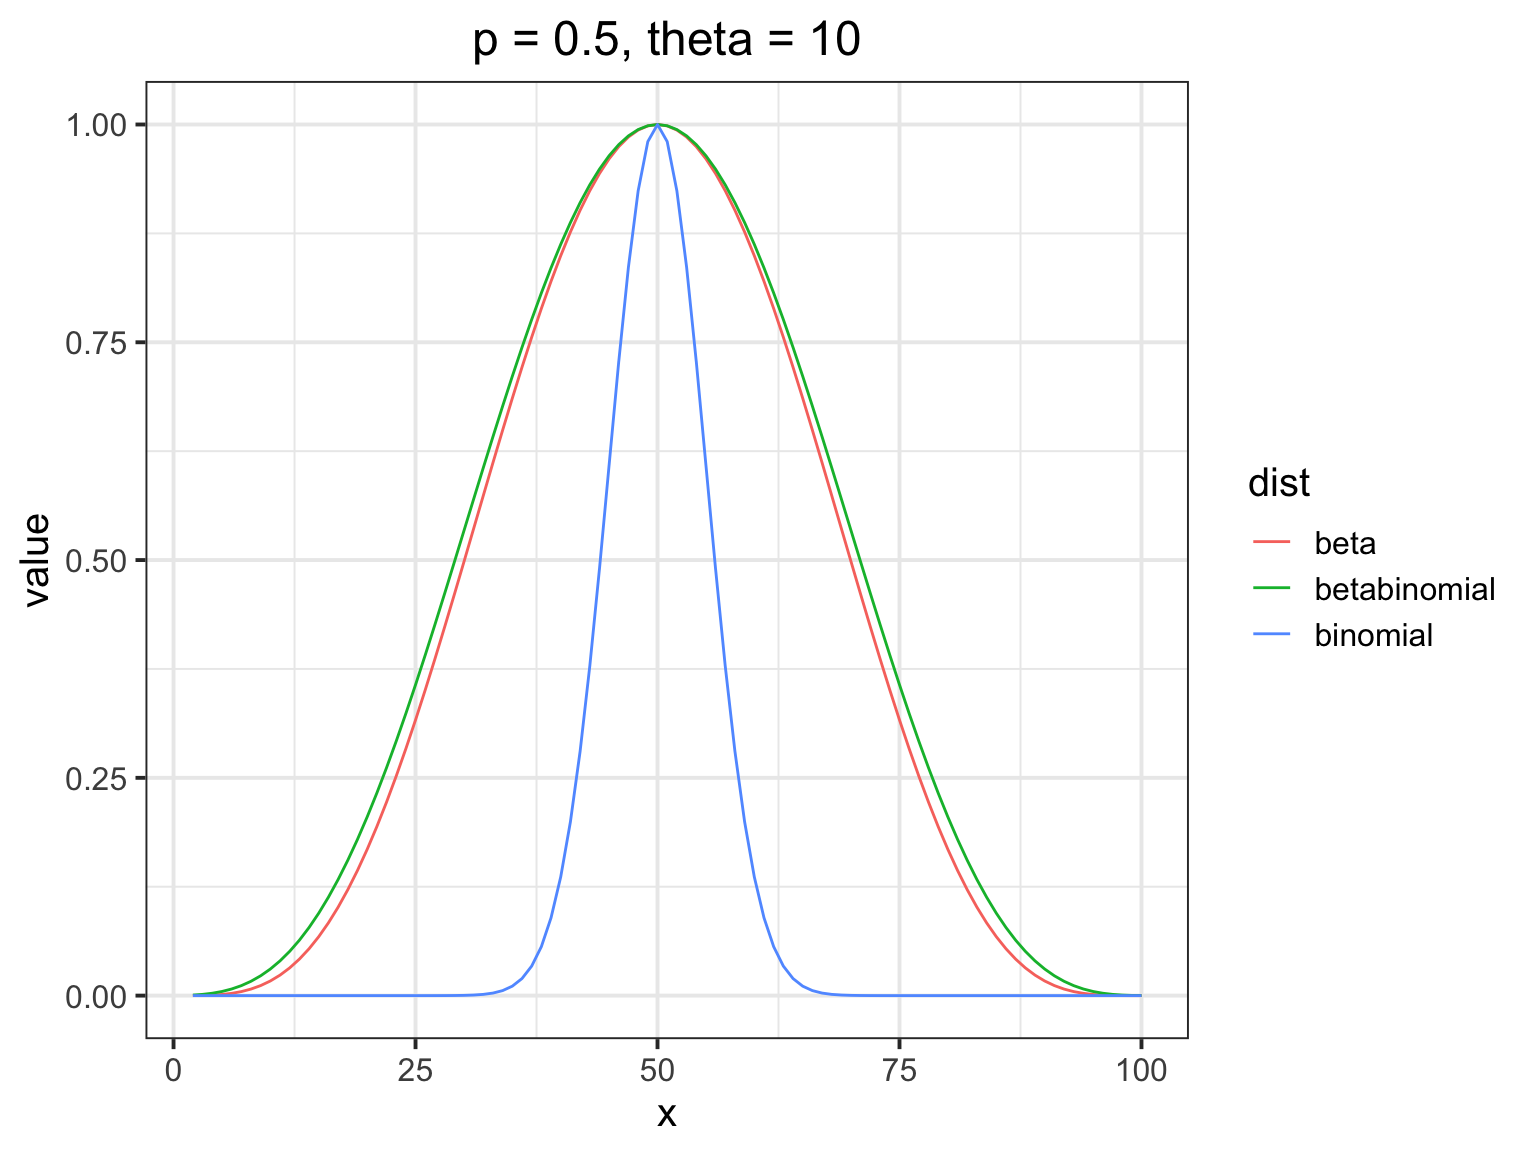 p = 0.5, theta = 10
1.00
0.75
0.50
0.25
0.00
value
0 25 50 75 100
x
dist
beta
betabinomial
binomial